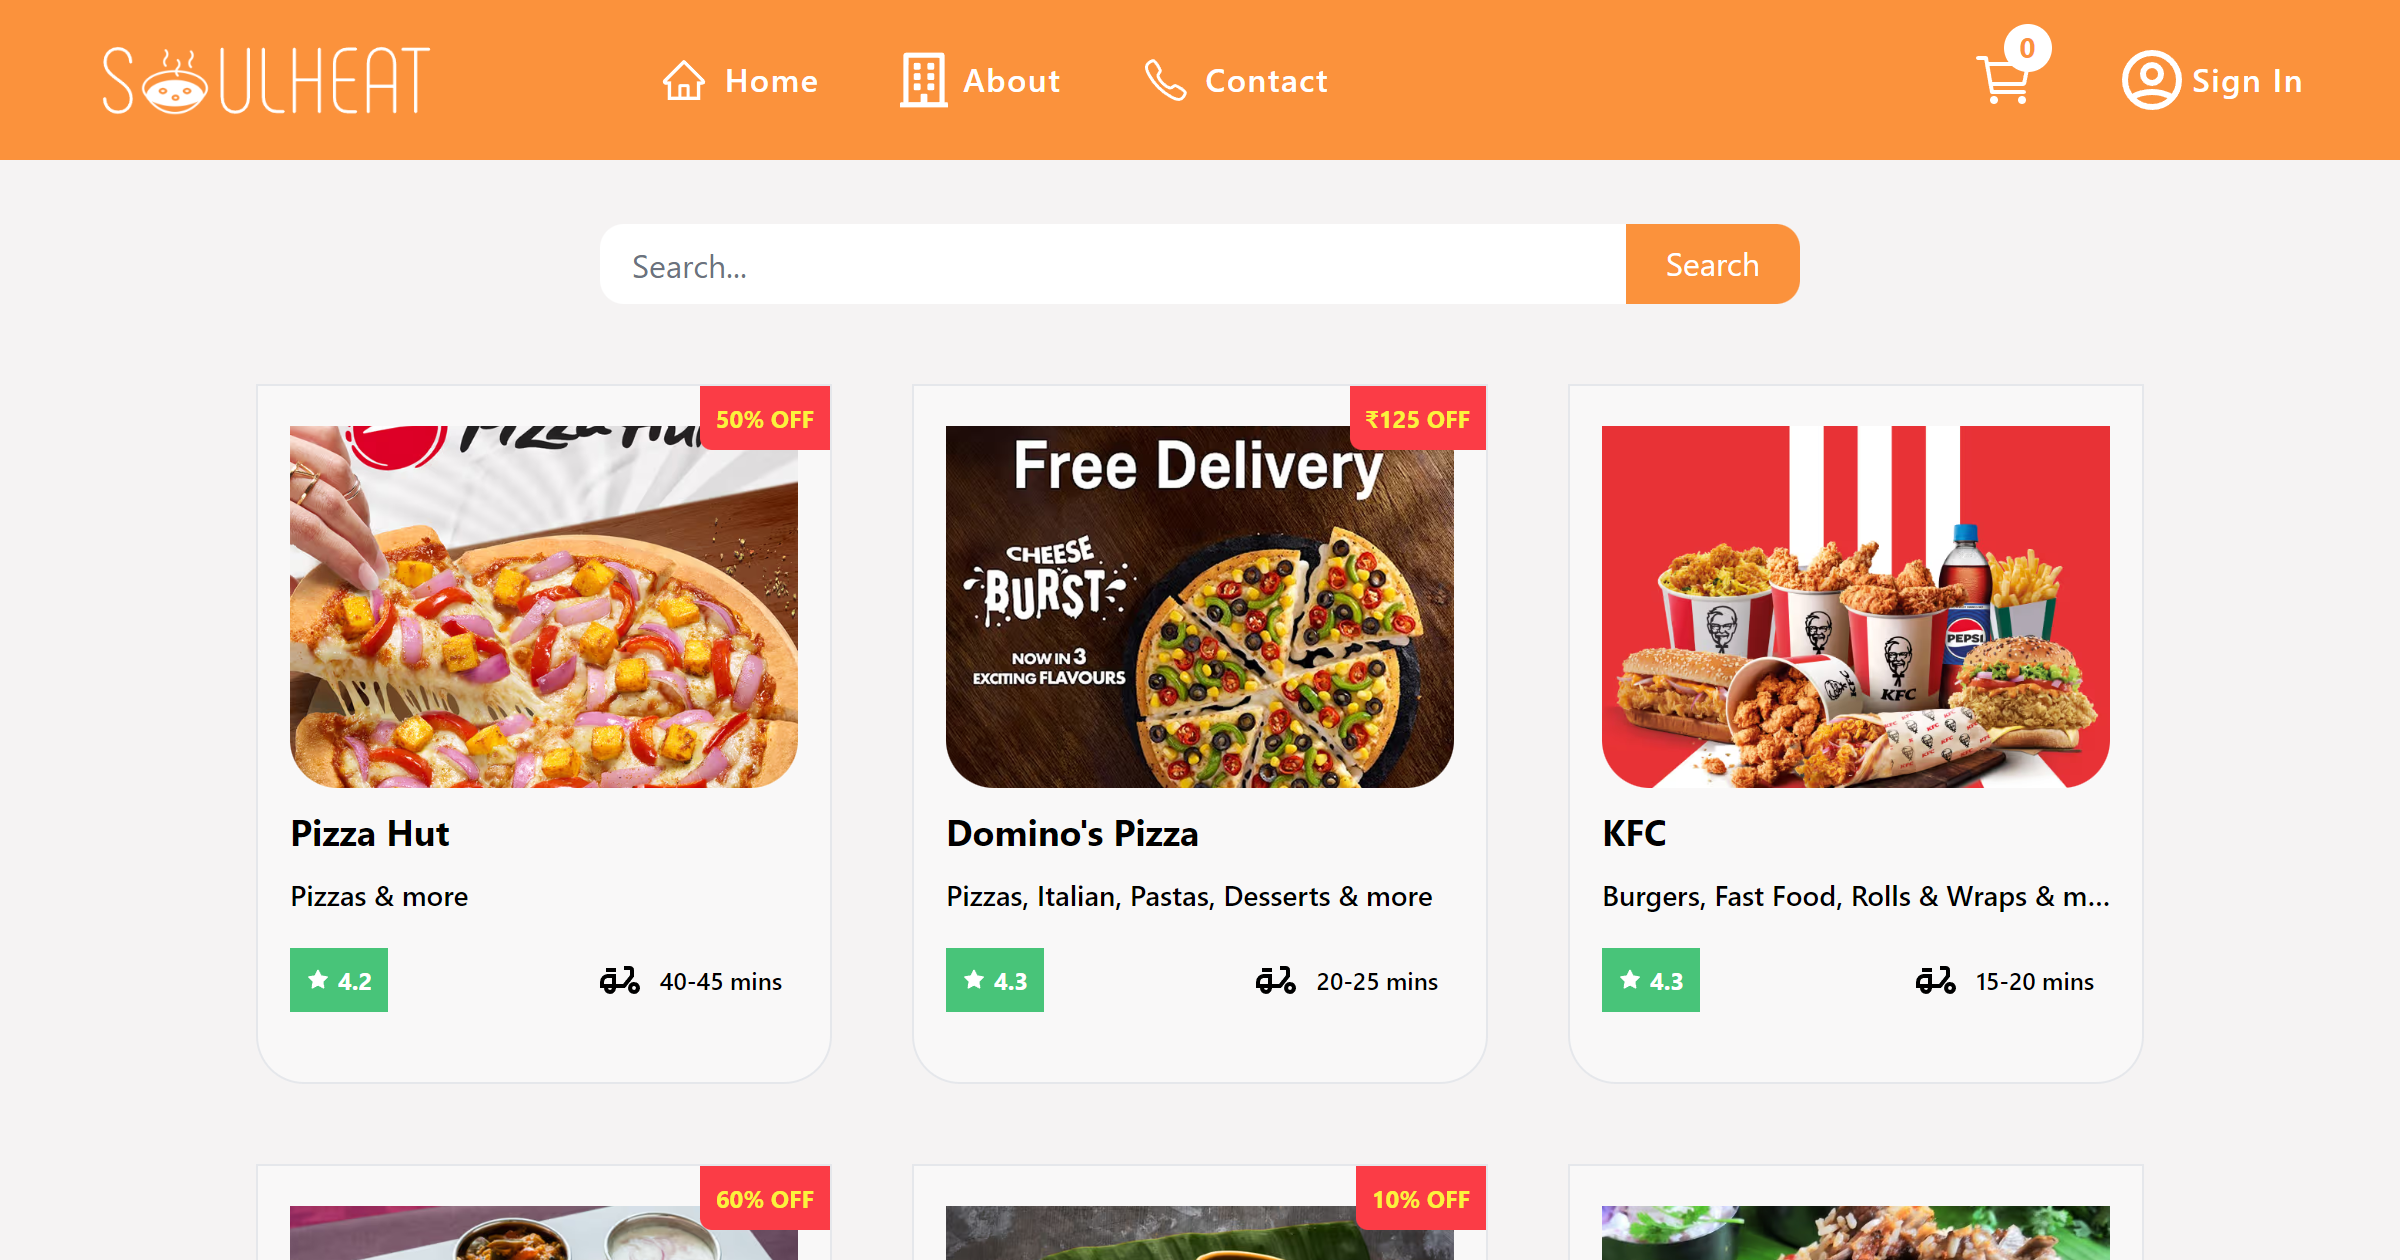 SOULHEAT
Home
About
Contact
0
Sign In
Search...
Search
50% OFF
Pizza Hut
Pizza Hut
Pizzas & more
4.2
40-45 mins
₹125 OFF
Free Delivery
CHEESE
BURST
NOW IN 3
EXCITING FLAVOURS
Domino's Pizza
Pizzas, Italian, Pastas, Desserts & more
4.3
20-25 mins
PEPSI
KFC
KFC
Burgers, Fast Food, Rolls & Wraps & m...
4.3
15-20 mins
60% OFF
10% OFF